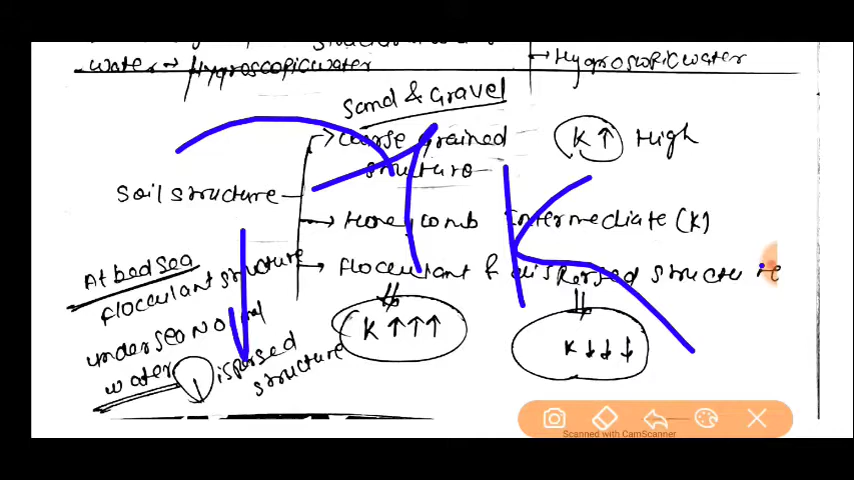 water → Hygroscopic water
→ Hygroscopic water
Sand & Gravel
→ Coarse grained structure
K ↑ High
Soil structure
→ Honey comb Intermediate (K)
→ Flocculant & dispersed structure
K ↑↑↑
K ↓↓↓
At bed sea
flocculant structure
under sea Normal
water Dispersed
structure
K
Scanned with CamScanner